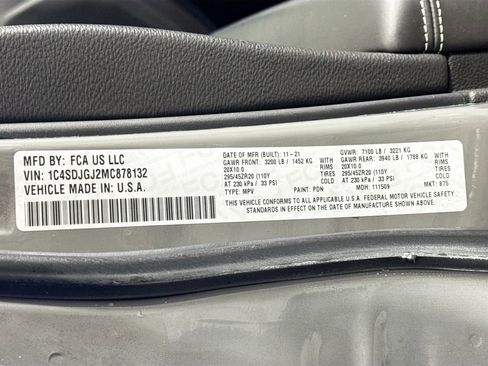 MFD BY: FCA US LLC
VIN: 1C4SDJGJ2MC878132
VEHICLE MADE IN U.S.A.
DATE OF MFR (BUILT): 11-21 GVWR: 7100 LB / 3221 KG
GAWR FRONT: 3200 LB / 1452 KG WITH GAWR REAR: 3940 LB / 1788 KG WITH
20X10.0 RIMS 20X10.0 RIMS
295/45ZR20 (110Y TIRES 295/45ZR20 (110Y TIRES
AT 230 kPa / 33 PSI COLD AT 230 kPa / 33 PSI COLD
TYPE: MPV PAINT: PDN MDH: 111509 MKT: 875
THIS VEHICLE CONFORMS TO ALL APPLICABLE U.S.A. FEDERAL MOTOR VEHICLE SAFETY
STANDARDS IN EFFECT ON THE DATE OF MANUFACTURE SHOWN ABOVE.